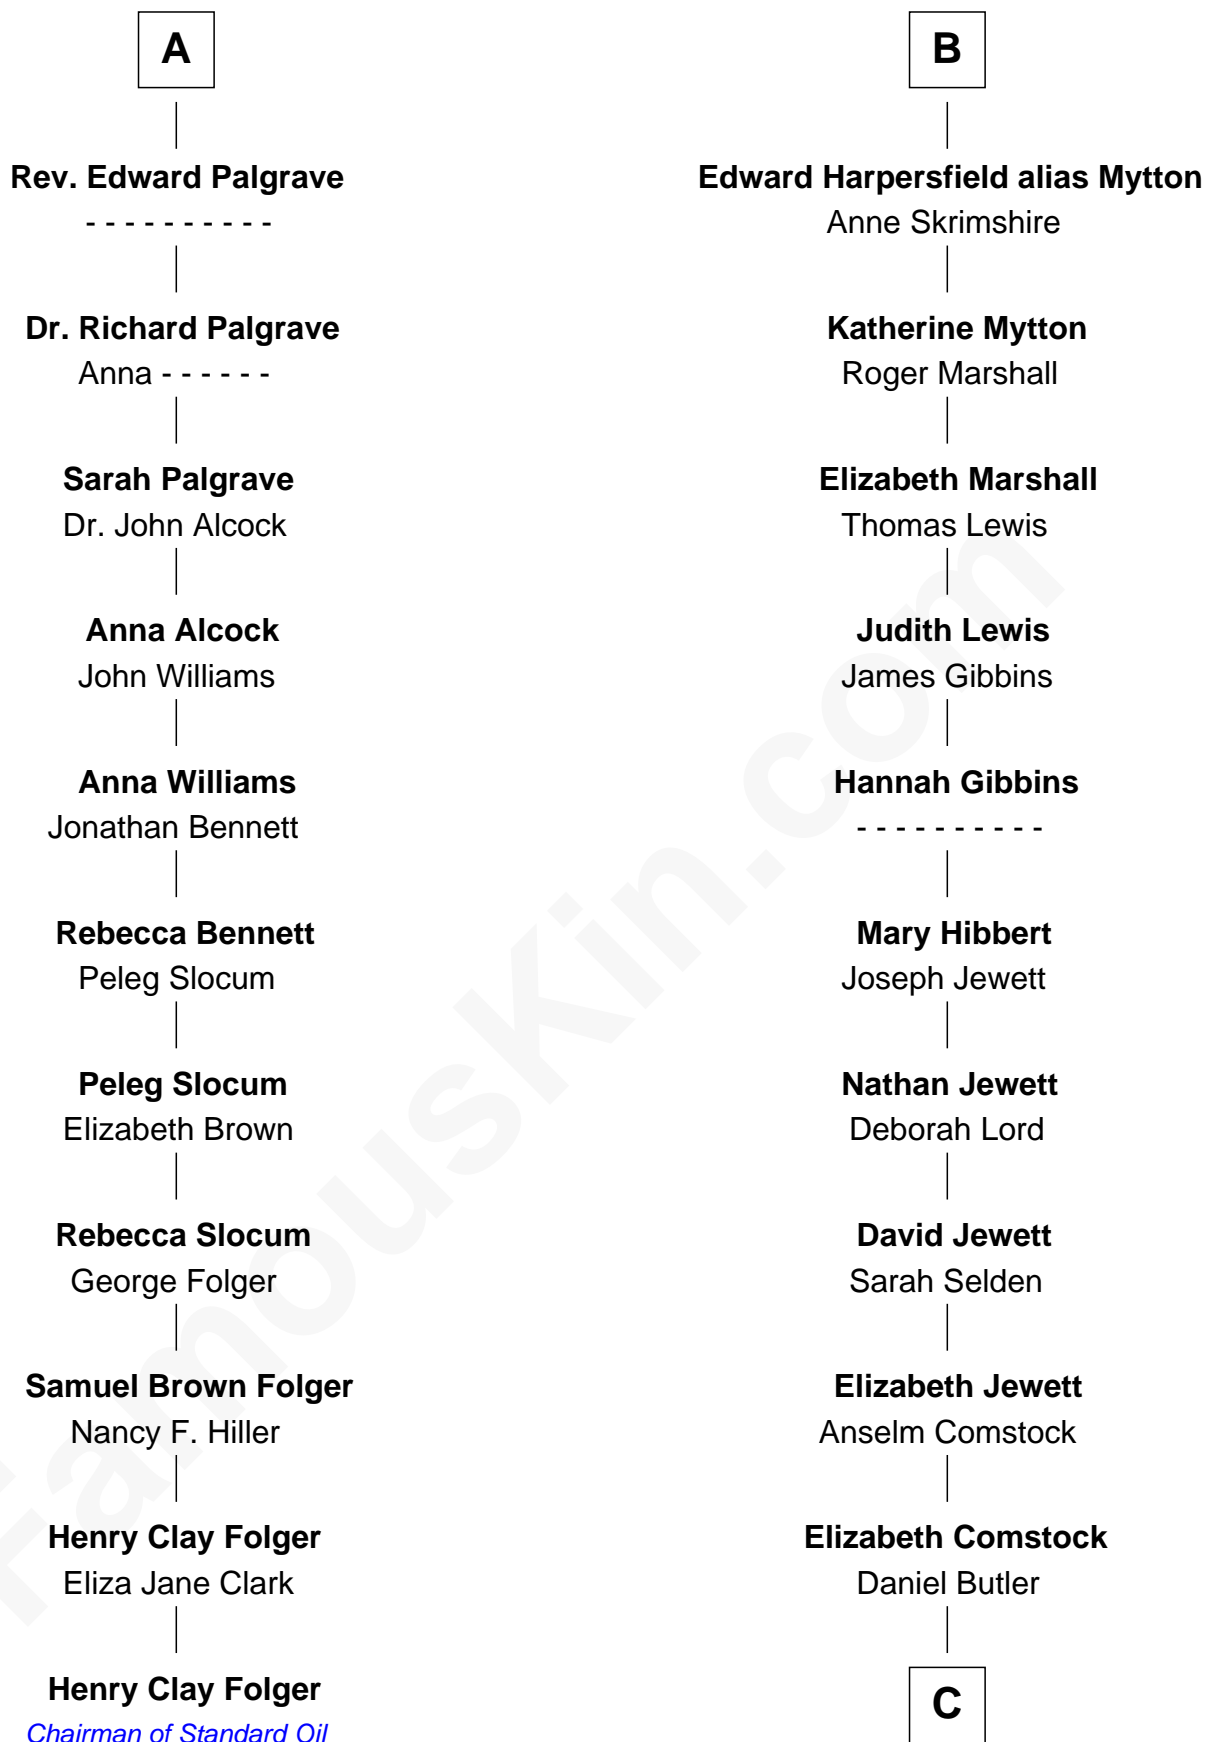 A
Rev. Edward Palgrave
- - - - - - - - - -
Dr. Richard Palgrave
Anna - - - - - -
Sarah Palgrave
Dr. John Alcock
Anna Alcock
John Williams
Anna Williams
Jonathan Bennett
Rebecca Bennett
Peleg Slocum
Peleg Slocum
Elizabeth Brown
Rebecca Slocum
George Folger
Samuel Brown Folger
Nancy F. Hiller
Henry Clay Folger
Eliza Jane Clark
Henry Clay Folger
Chairman of Standard Oil
B
Edward Harpersfield alias Mytton
Anne Skrimshire
Katherine Mytton
Roger Marshall
Elizabeth Marshall
Thomas Lewis
Judith Lewis
James Gibbins
Hannah Gibbins
- - - - - - - - - -
Mary Hibbert
Joseph Jewett
Nathan Jewett
Deborah Lord
David Jewett
Sarah Selden
Elizabeth Jewett
Anselm Comstock
Elizabeth Comstock
Daniel Butler
C
FamousKin.com